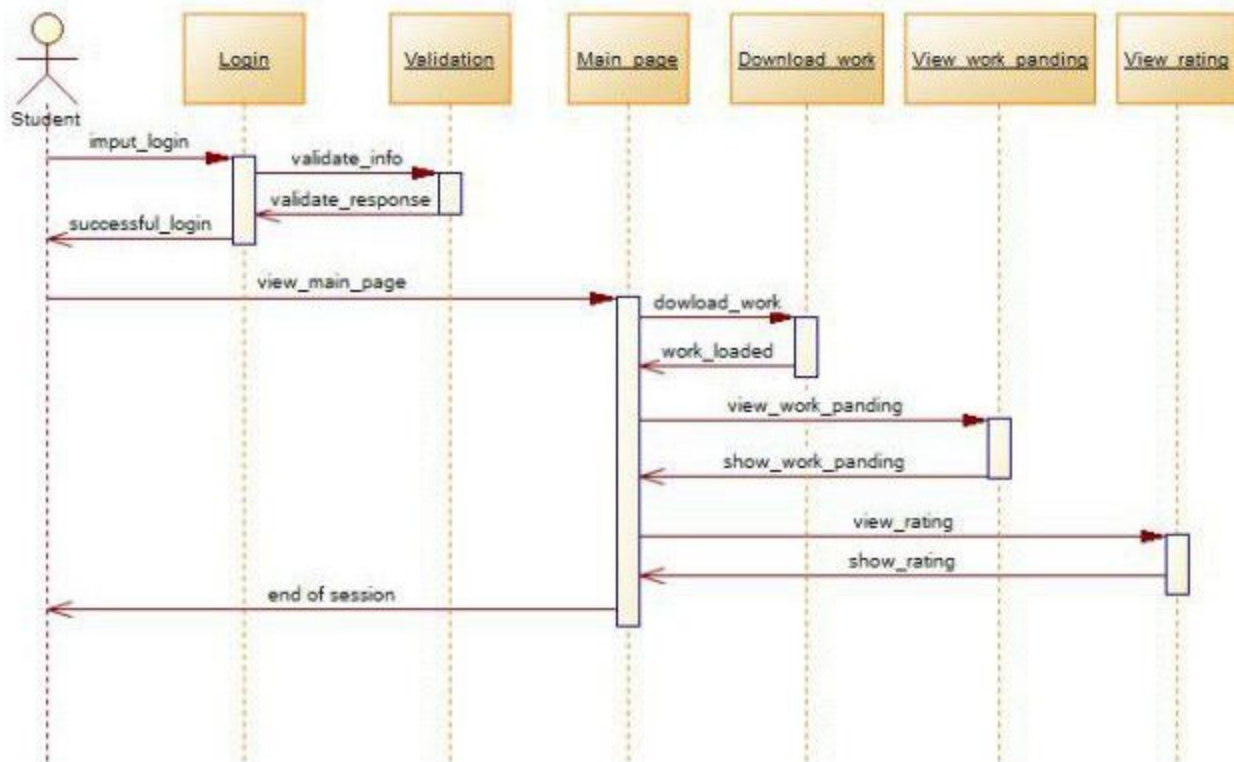 Login
Validation
Main_page
Download_work
View_work_panding
View_rating
Student
imput_login
validate_info
validate_response
successful_login
view_main_page
dowload_work
work_loaded
view_work_panding
show_work_panding
view_rating
show_rating
end of session